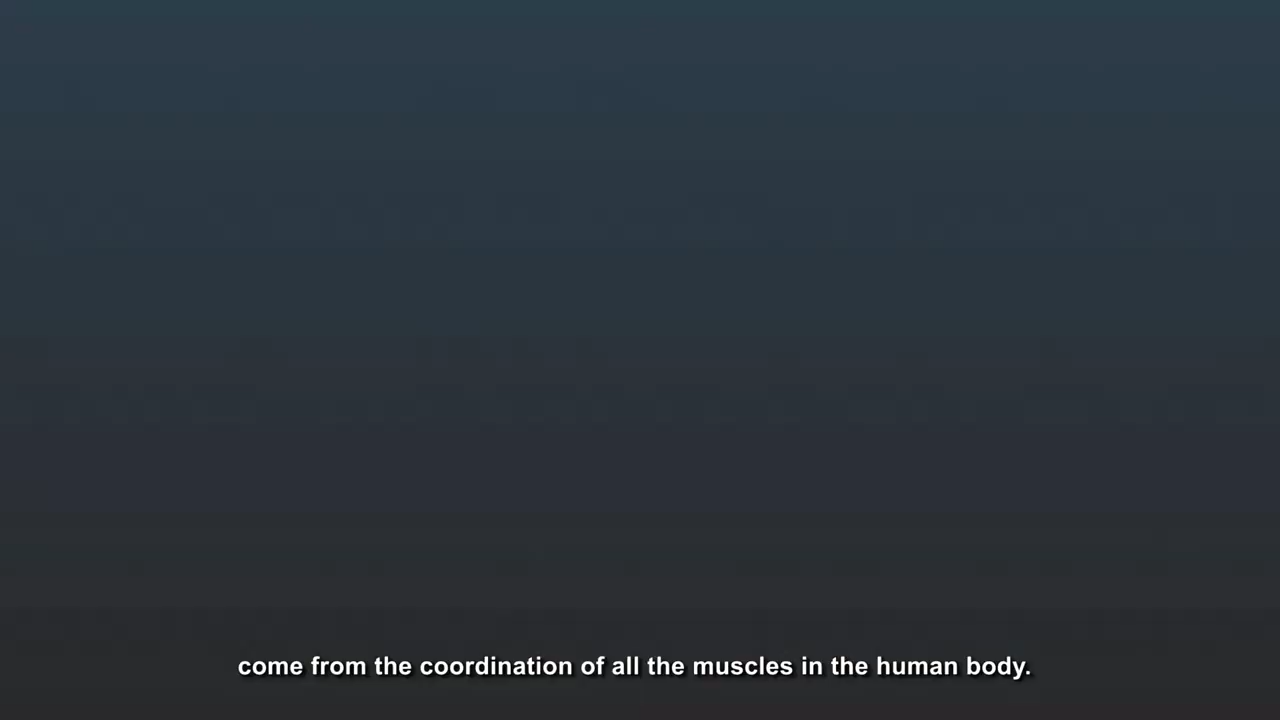 come from the coordination of all the muscles in the human body.